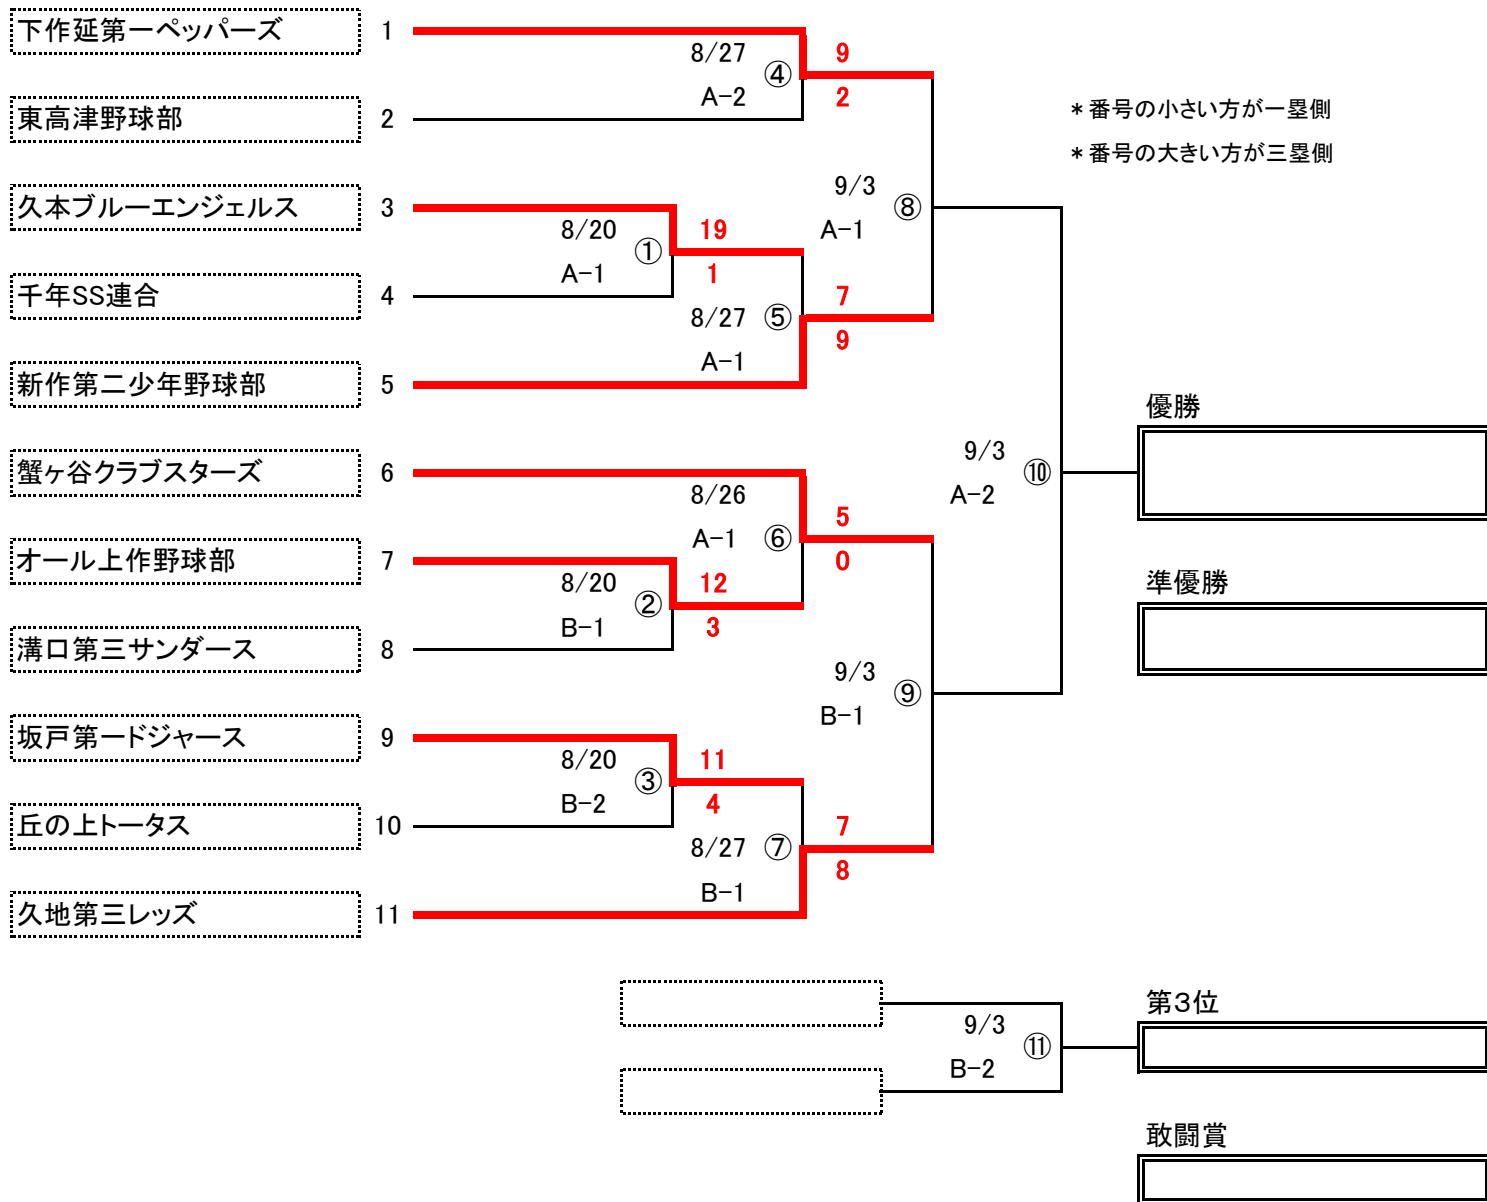 下作延第一ペッパーズ 1
8/27 ④ 9
A-2 2
東高津野球部 2
*番号の小さい方が一塁側
*番号の大きい方が三塁側
久本ブルーエンジェルス 3
9/3 ⑧
A-1
8/20 ① 19
A-1 1
千年SS連合 4
8/27 ⑤ 7
A-1 9
新作第二少年野球部 5
優勝
9/3 ⑩
A-2
蟹ヶ谷クラブスターズ 6
8/26 5
A-1 ⑥ 0
オール上作野球部 7
8/20 ② 12
B-1 3
準優勝
溝口第三サンダース 8
9/3 ⑨
B-1
坂戸第一ドジャース 9
8/20 ③ 11
B-2 4
丘の上トータス 10
8/27 ⑦ 7
B-1 8
久地第三レッズ 11
第3位
9/3 ⑪
B-2
敢闘賞